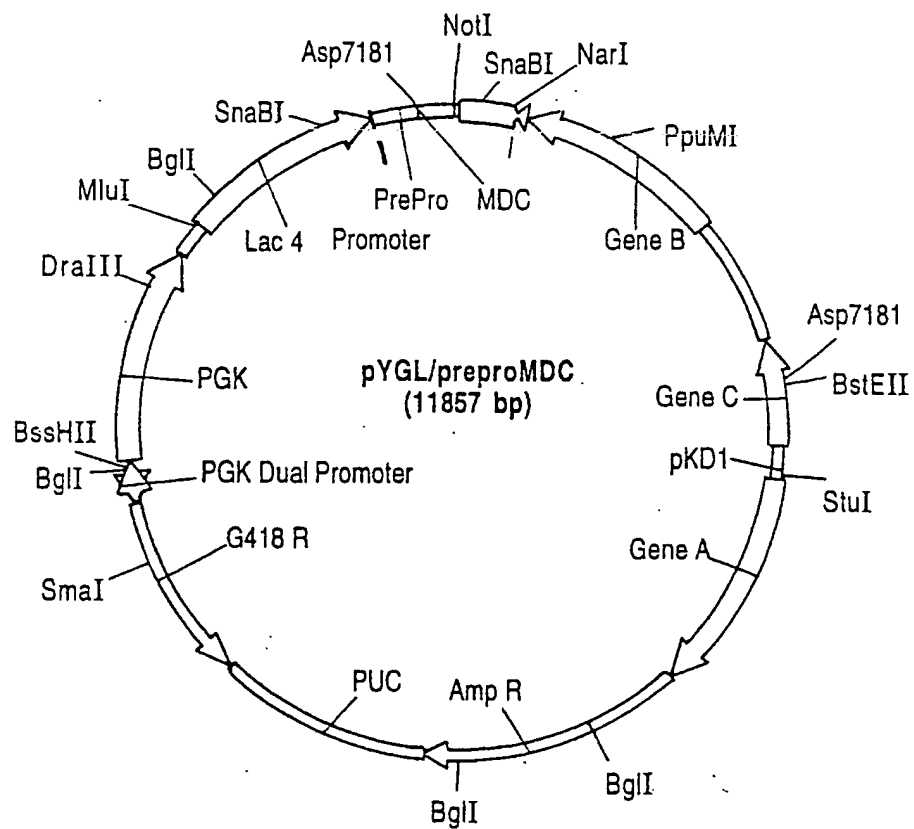 NotI
Asp7181
SnaBI
NarI
SnaBI
PpuMI
BglI
MluI
PrePro
MDC
Lac 4
Promoter
Gene B
DraIII
Asp7181
pYGL/preproMDC
(11857 bp)
PGK
BstEII
Gene C
BssHII
BglI
PGK Dual Promoter
pKD1
StuI
G418 R
Gene A
SmaI
PUC
Amp R
BglI
BglI